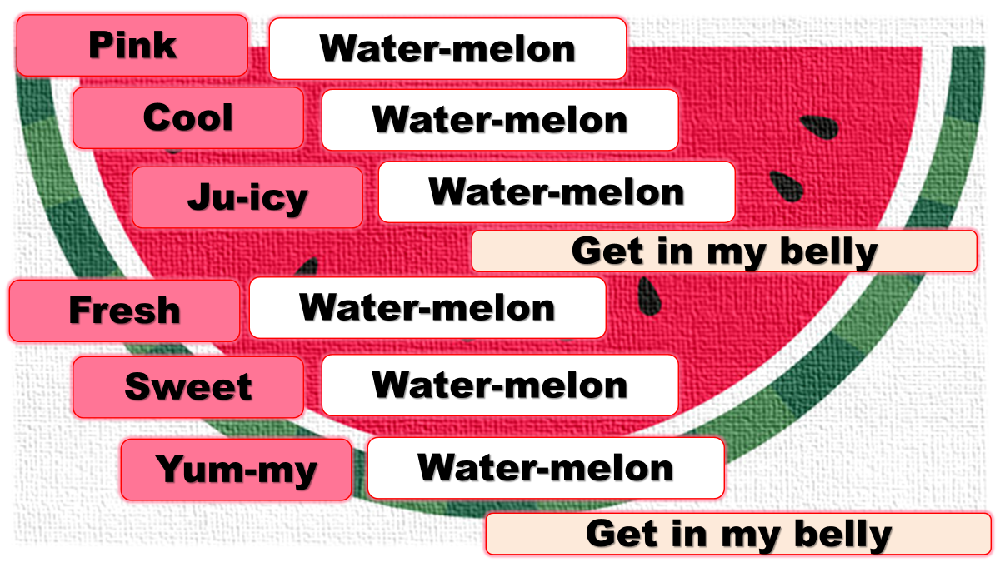 Pink Water-melon
Cool Water-melon
Ju-icy Water-melon
Get in my belly
Fresh Water-melon
Sweet Water-melon
Yum-my Water-melon
Get in my belly